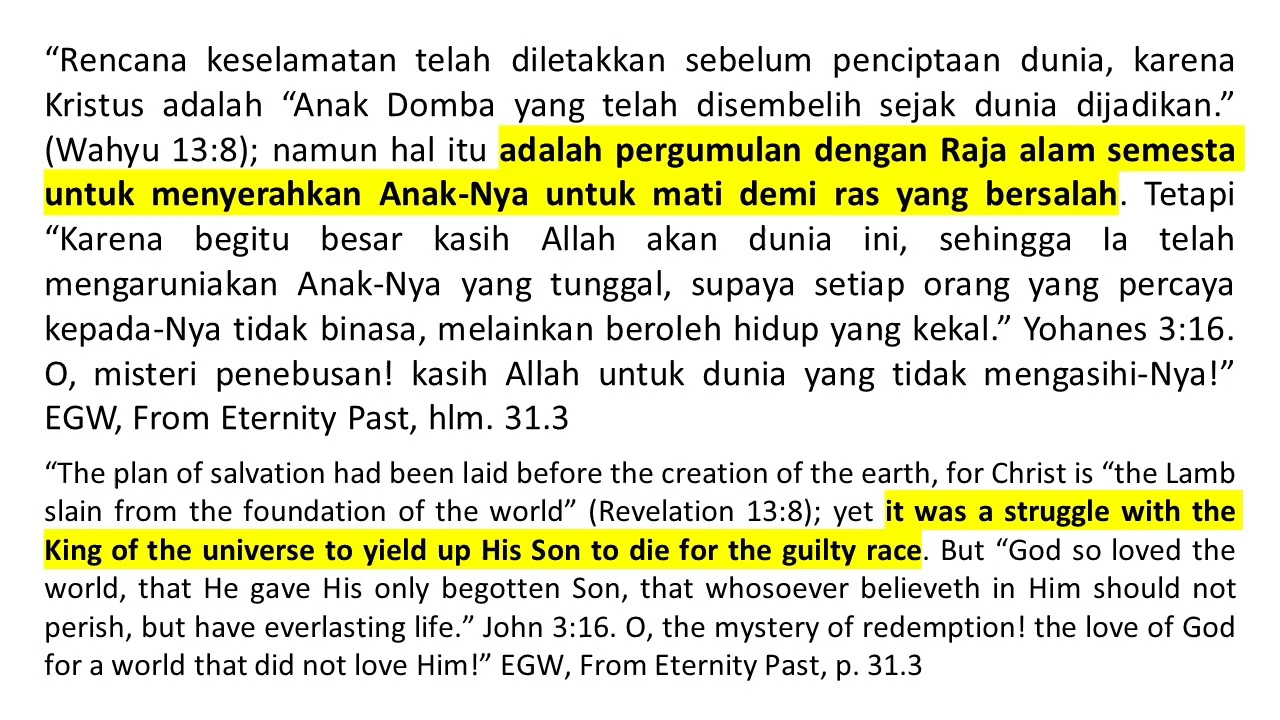 “Rencana keselamatan telah diletakkan sebelum penciptaan dunia, karena
Kristus adalah “Anak Domba yang telah disembelih sejak dunia dijadikan.”
(Wahyu 13:8); namun hal itu adalah pergumulan dengan Raja alam semesta
untuk menyerahkan Anak-Nya untuk mati demi ras yang bersalah. Tetapi
“Karena begitu besar kasih Allah akan dunia ini, sehingga Ia telah
mengaruniakan Anak-Nya yang tunggal, supaya setiap orang yang percaya
kepada-Nya tidak binasa, melainkan beroleh hidup yang kekal.” Yohanes 3:16.
O, misteri penebusan! kasih Allah untuk dunia yang tidak mengasihi-Nya!”
EGW, From Eternity Past, hlm. 31.3
“The plan of salvation had been laid before the creation of the earth, for Christ is “the Lamb
slain from the foundation of the world” (Revelation 13:8); yet it was a struggle with the
King of the universe to yield up His Son to die for the guilty race. But “God so loved the
world, that He gave His only begotten Son, that whosoever believeth in Him should not
perish, but have everlasting life.” John 3:16. O, the mystery of redemption! the love of God
for a world that did not love Him!” EGW, From Eternity Past, p. 31.3